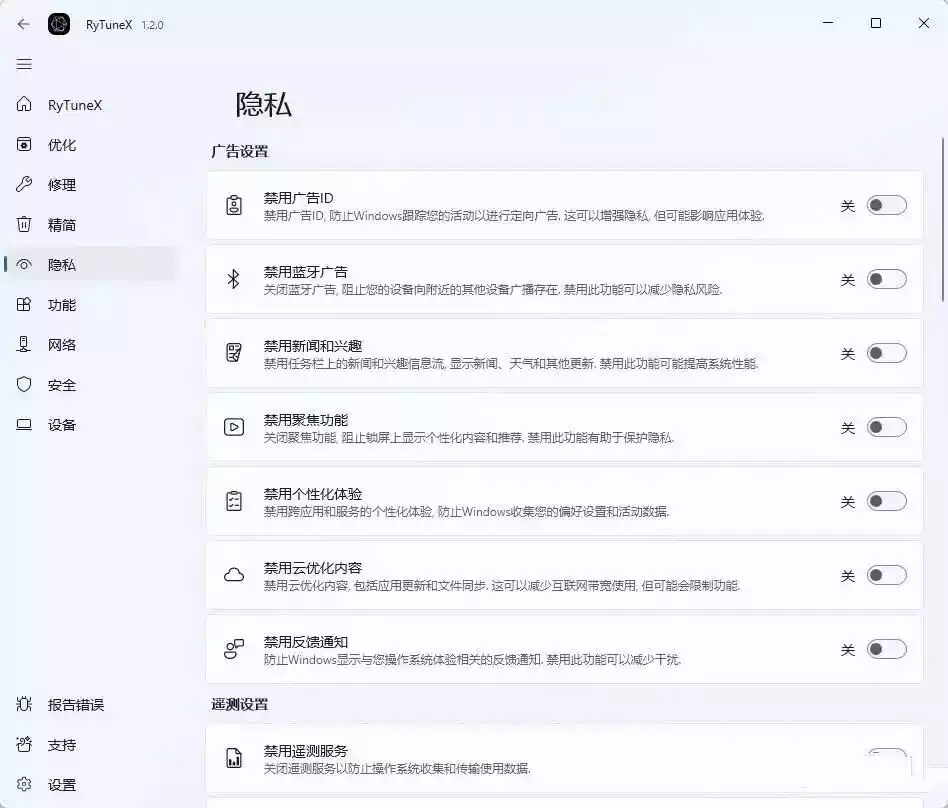 RyTuneX 1.2.0
RyTuneX
优化
修理
精简
隐私
功能
网络
安全
设备
报告错误
支持
设置
隐私
广告设置
禁用广告ID
禁用广告ID, 防止Windows跟踪您的活动以进行定向广告. 这可以增强隐私, 但可能影响应用体验.
关
禁用蓝牙广告
关闭蓝牙广告, 阻止您的设备向附近的其他设备广播存在. 禁用此功能可以减少隐私风险.
关
禁用新闻和兴趣
禁用任务栏上的新闻和兴趣信息流, 显示新闻、天气和其他更新. 禁用此功能可能提高系统性能.
关
禁用聚焦功能
关闭聚焦功能, 阻止锁屏上显示个性化内容和推荐. 禁用此功能有助于保护隐私.
关
禁用个性化体验
禁用跨应用和服务的个性化体验, 防止Windows收集您的偏好设置和活动数据.
关
禁用云优化内容
禁用云优化内容, 包括应用更新和文件同步. 这可以减少互联网带宽使用, 但可能会限制功能.
关
禁用反馈通知
防止Windows显示与您操作系统体验相关的反馈通知. 禁用此功能可以减少干扰.
关
遥测设置
禁用遥测服务
关闭遥测服务以防止操作系统收集和传输使用数据.